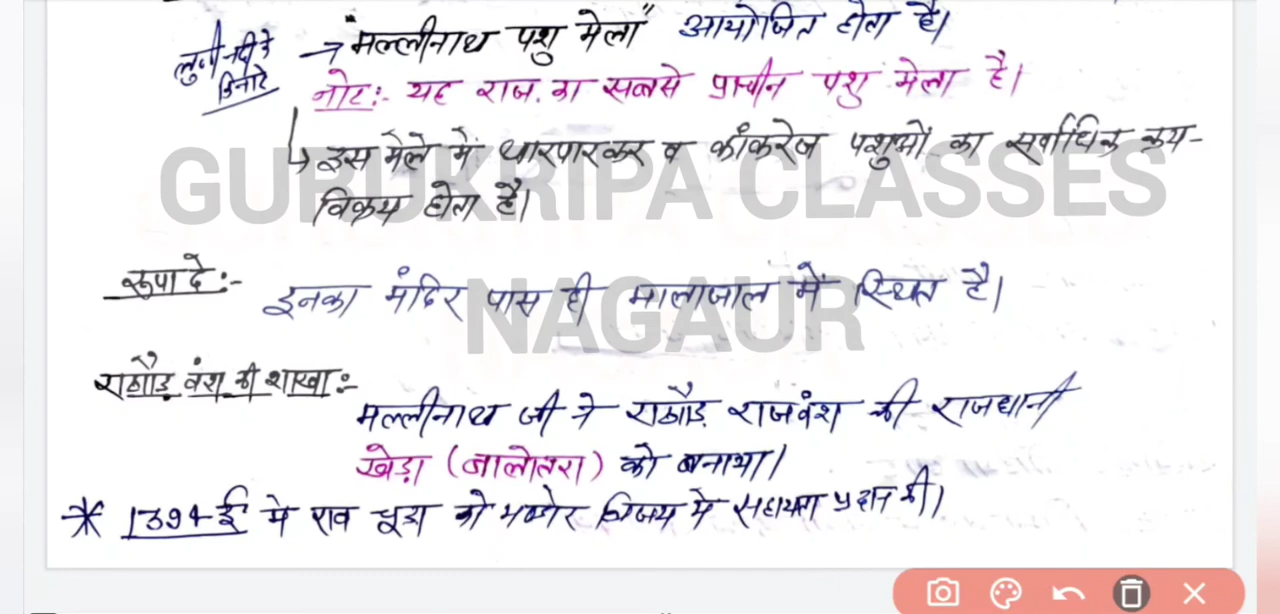 लुणी नदी के
किनारे
→ "मल्लीनाथ पशु मेला" आयोजित होता है।
नोट:- यह राज. का सबसे प्राचीन पशु मेला है।
↳ इस मेले में थारपारकर व कांकरेज पशुओं का सर्वाधिक क्रय-
विक्रय होता है।
GURUKRIPA CLASSES
रूपा दे:- इनका मंदिर पास ही मालाजाल में स्थित है।
NAGAUR
राठौड़ वंश की शाखा:-
मल्लीनाथ जी ने राठौड़ राजवंश की राजधानी
खेड़ा (बालोतरा) को बनाया।
* 1394 ई में राव चूडा को मण्डोर विजय में सहायता प्रदान की।